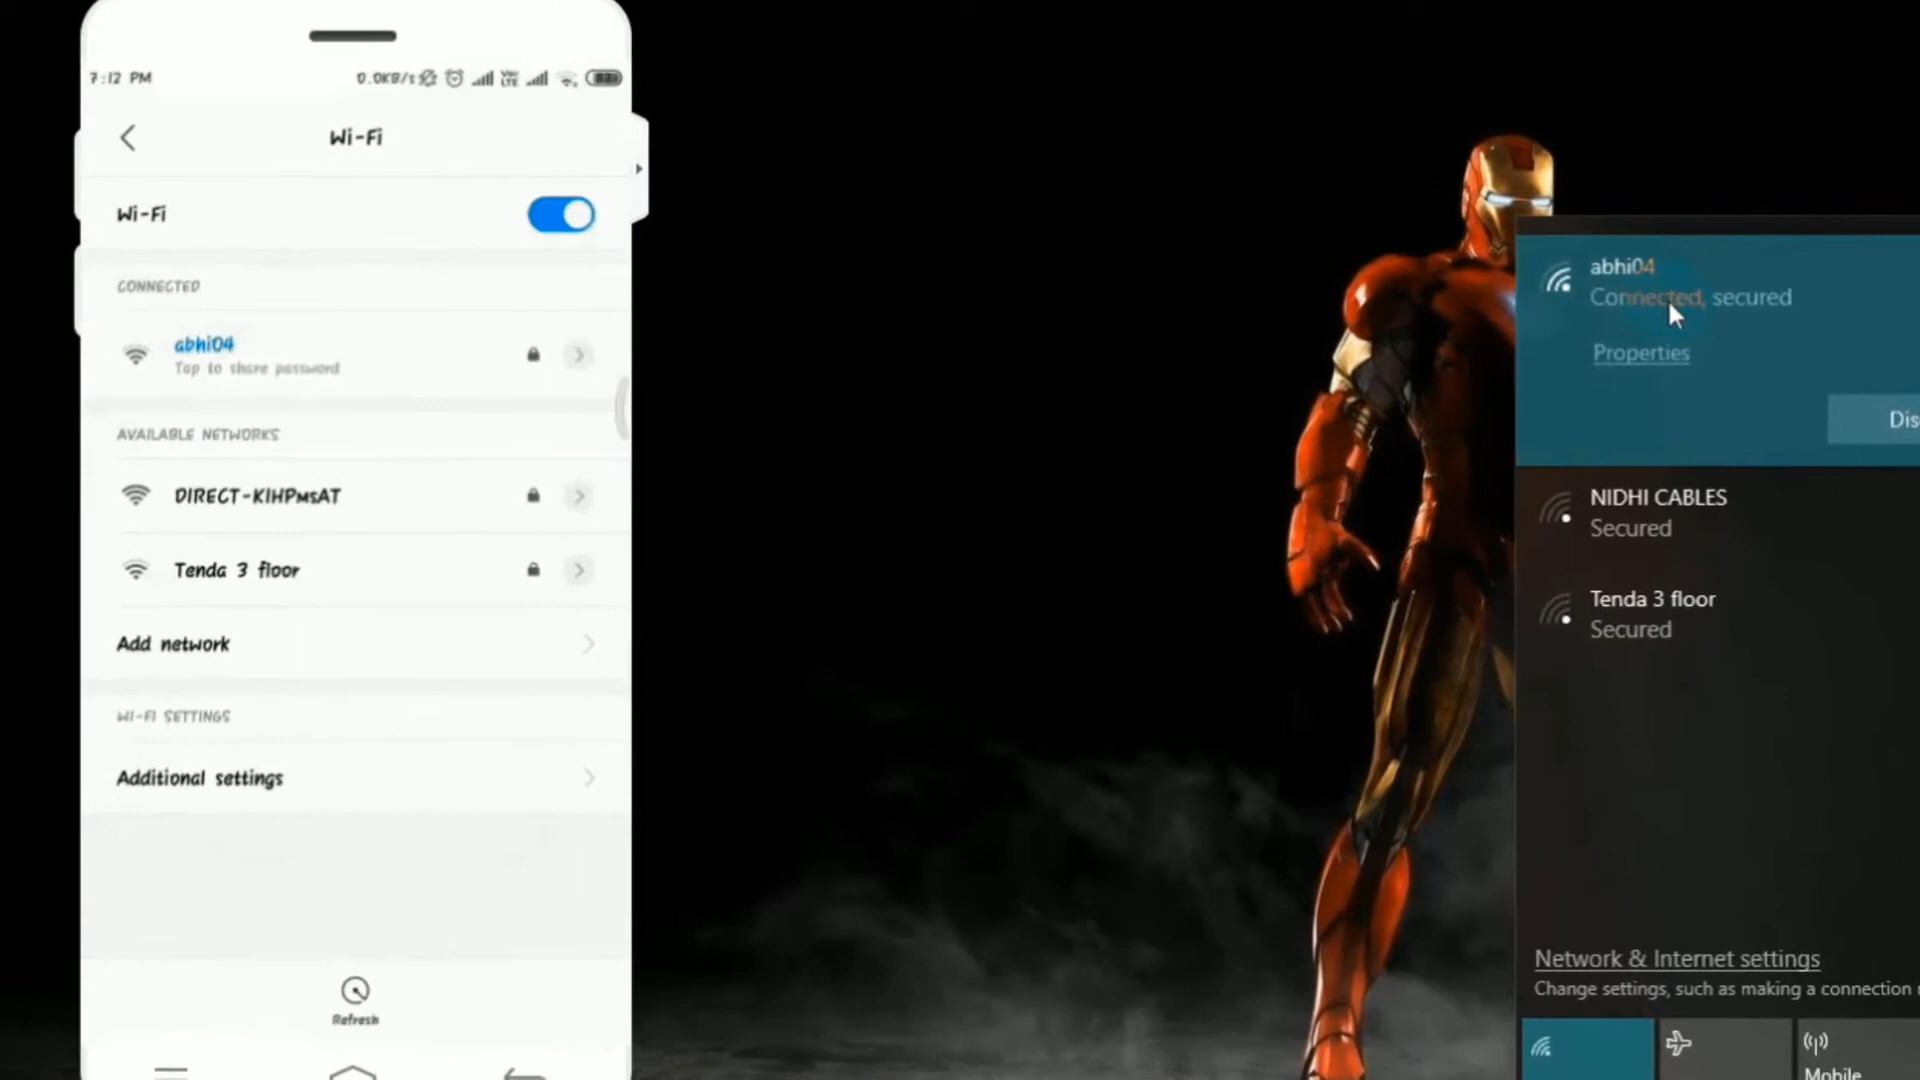 7:12 PM
0.0KB/s
Wi-Fi
Wi-Fi
CONNECTED
abhi04
Tap to share password
AVAILABLE NETWORKS
DIRECT-KIHPMSAT
Tenda 3 floor
Add network
WI-FI SETTINGS
Additional settings
Refresh
abhi04
Connected, secured
Properties
Dis
NIDHI CABLES
Secured
Tenda 3 floor
Secured
Network & Internet settings
Change settings, such as making a connection
Mobile